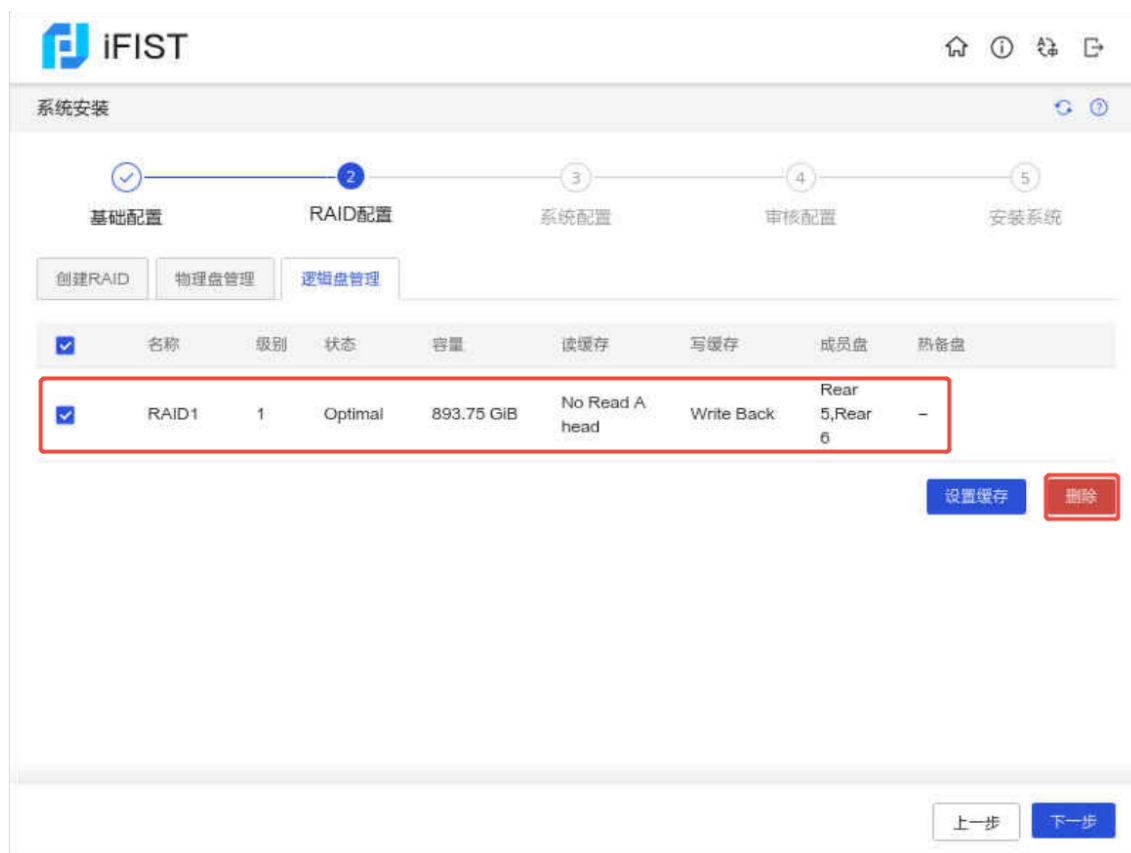 iFIST
系统安装
2 3 4 5
基础配置 RAID配置 系统配置 审核配置 安装系统
创建RAID 物理盘管理 逻辑盘管理
名称 级别 状态 容量 读缓存 写缓存 成员盘 热备盘
RAID1 1 Optimal 893.75 GiB No Read A
head Write Back Rear
5,Rear
6 –
设置缓存 删除
上一步 下一步